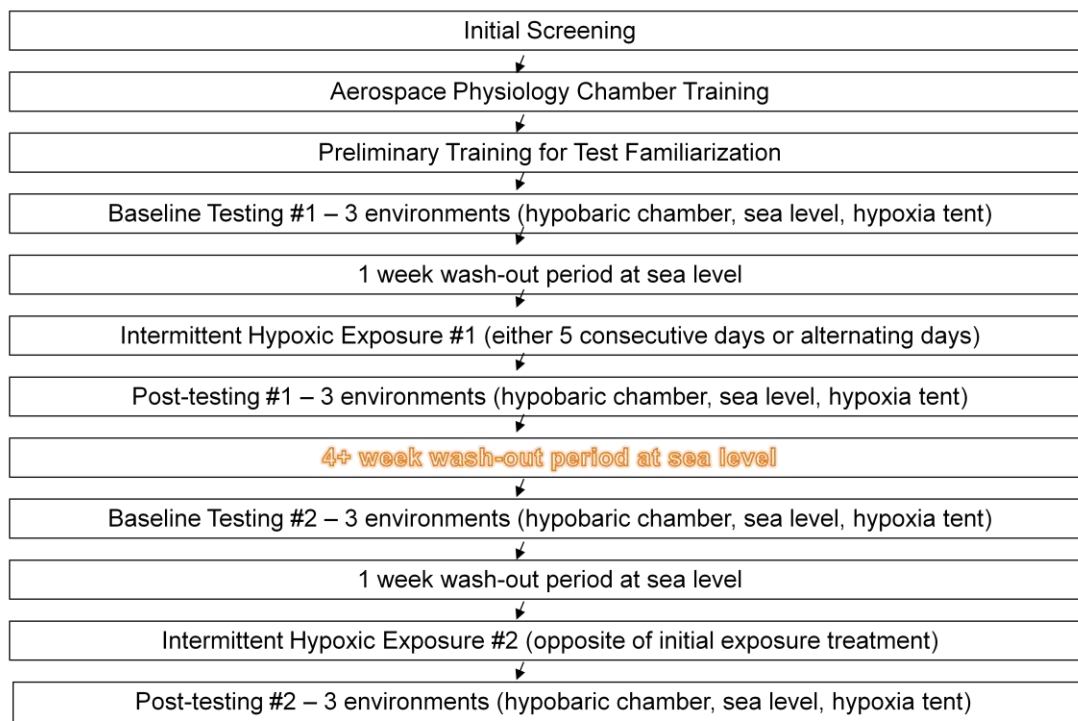 Initial Screening
Aerospace Physiology Chamber Training
Preliminary Training for Test Familiarization
Baseline Testing #1 – 3 environments (hypobaric chamber, sea level, hypoxia tent)
1 week wash-out period at sea level
Intermittent Hypoxic Exposure #1 (either 5 consecutive days or alternating days)
Post-testing #1 – 3 environments (hypobaric chamber, sea level, hypoxia tent)
4+ week wash-out period at sea level
Baseline Testing #2 – 3 environments (hypobaric chamber, sea level, hypoxia tent)
1 week wash-out period at sea level
Intermittent Hypoxic Exposure #2 (opposite of initial exposure treatment)
Post-testing #2 – 3 environments (hypobaric chamber, sea level, hypoxia tent)